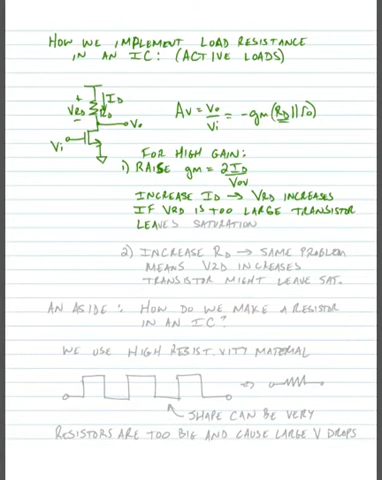 HOW WE IMPLEMENT LOAD RESISTANCE
IN AN IC: (ACTIVE LOADS)
+ ID
VRD RD
- Vo
Vi
Av = Vo/Vi = -gm(RD||ro)
FOR HIGH GAIN:
1) RAISE gm = 2ID/VOV
INCREASE ID → VRD INCREASES
IF VRD IS TOO LARGE TRANSISTOR
LEAVES SATURATION
2) INCREASE RD → SAME PROBLEM
MEANS VRD INCREASES
TRANSISTOR MIGHT LEAVE SAT.
AN ASIDE: HOW DO WE MAKE A RESISTOR
IN AN IC?
WE USE HIGH RESISTIVITY MATERIAL
⇒
SHAPE CAN BE VERY
RESISTORS ARE TOO BIG AND CAUSE LARGE V DROPS